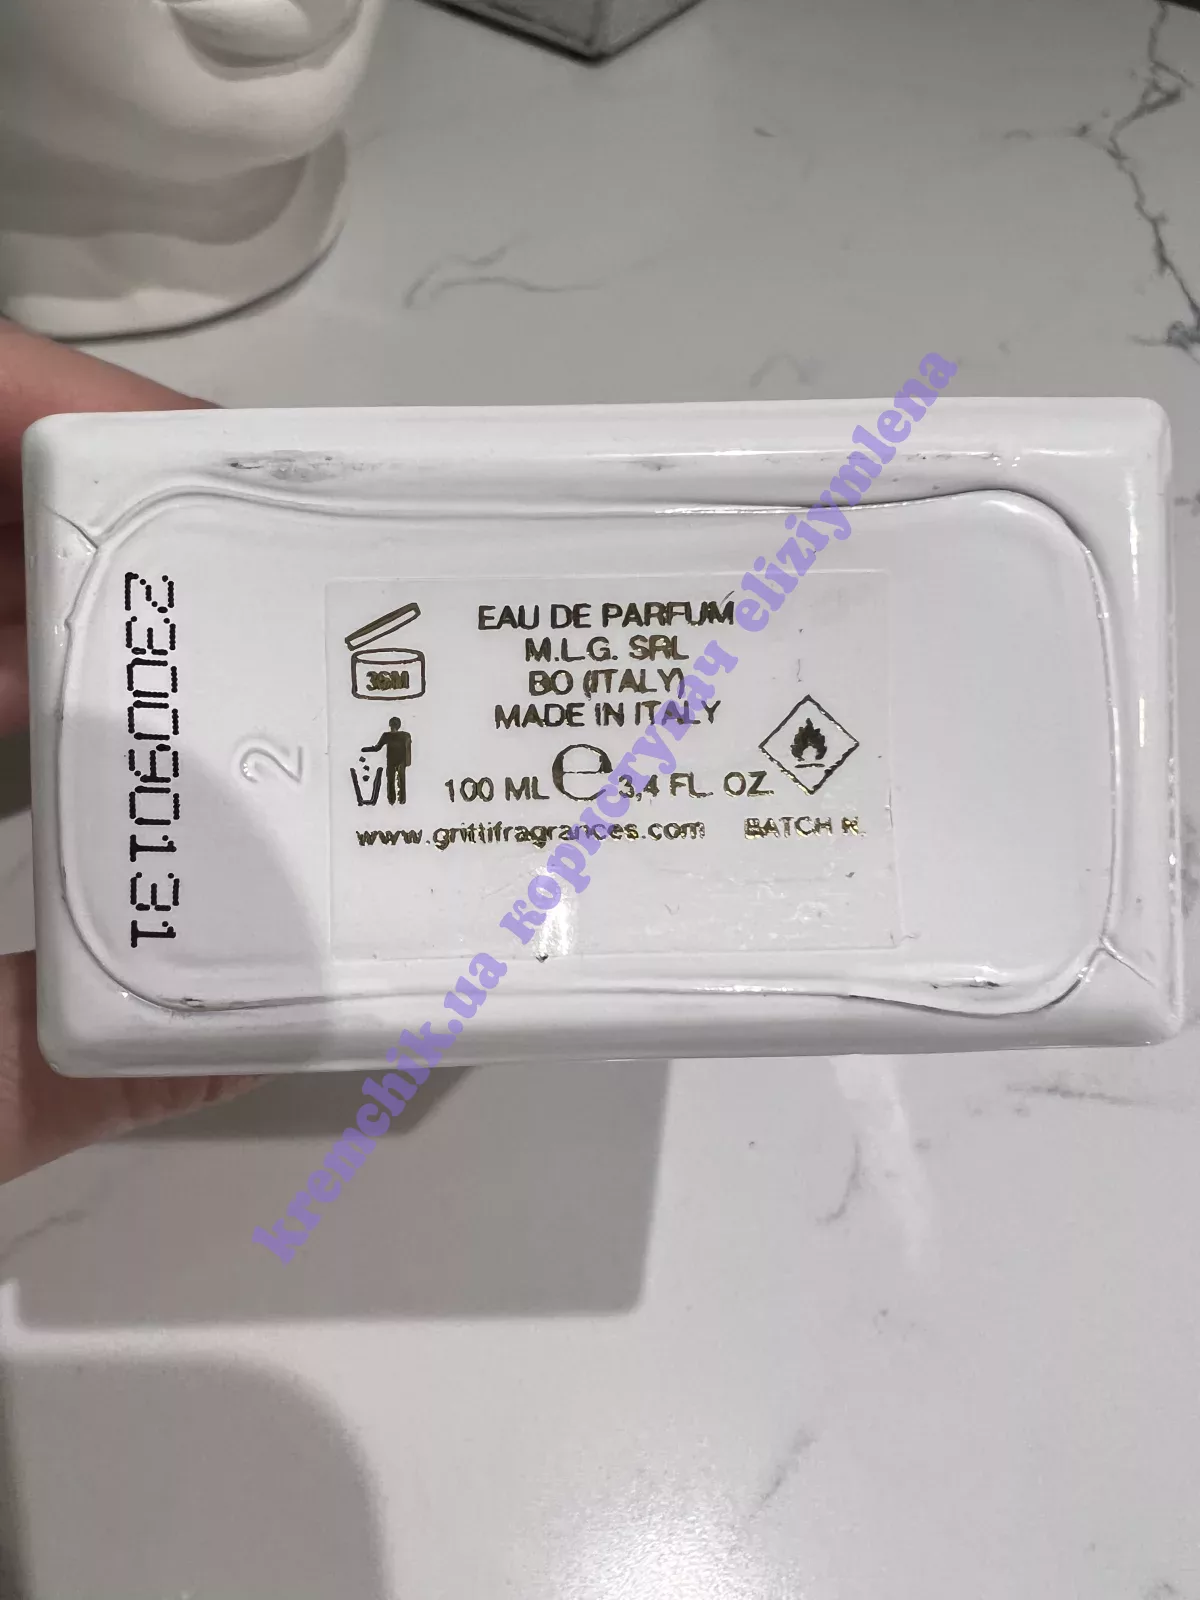 230090131
2
36M
EAU DE PARFUM
M.L.G. SRL
BO (ITALY)
MADE IN ITALY
100 ML e 3,4 FL. OZ.
www.grittifragrances.com BATCH N.
kremchik.ua користувач eliziymlena